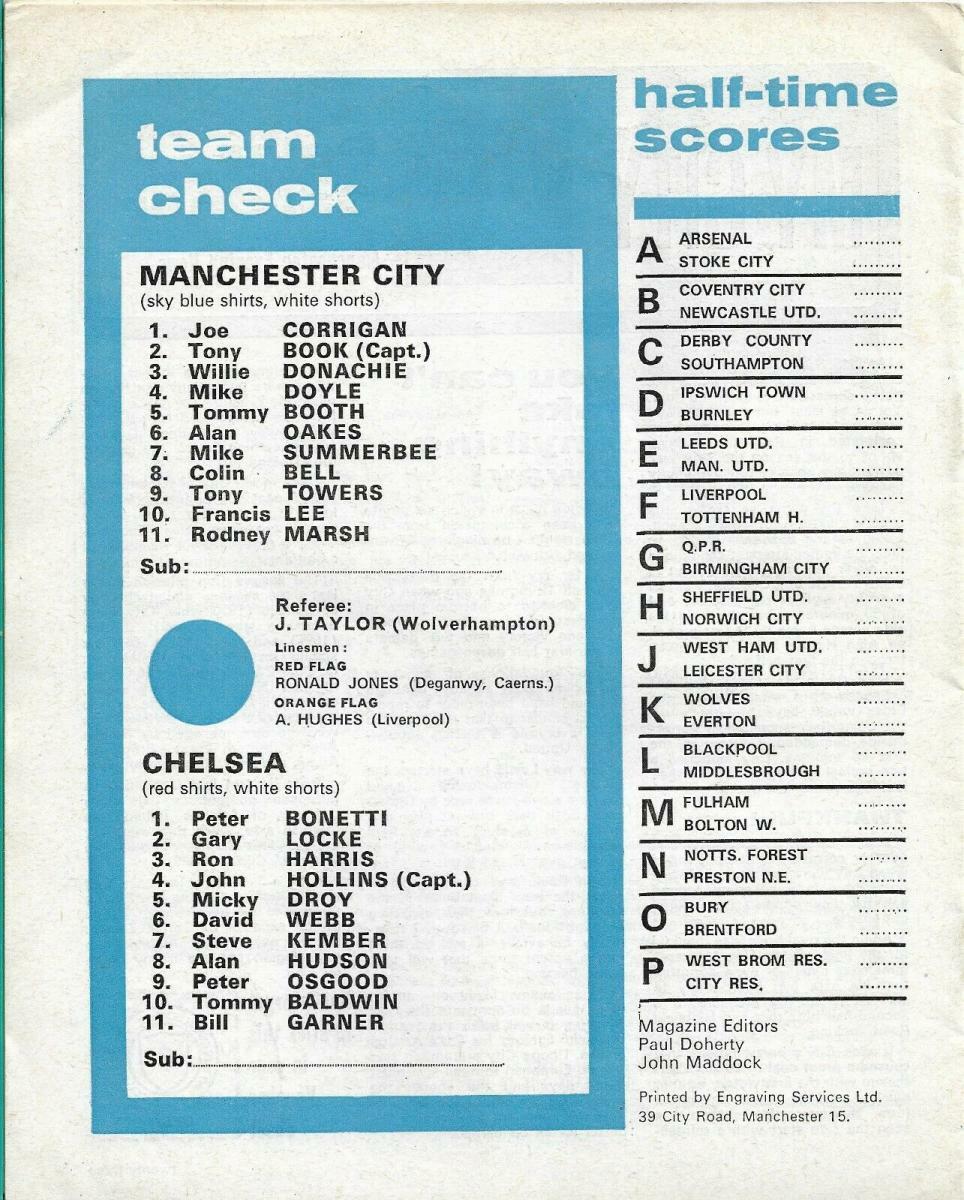 team
check
MANCHESTER CITY
(sky blue shirts, white shorts)
1. Joe CORRIGAN
2. Tony BOOK (Capt.)
3. Willie DONACHIE
4. Mike DOYLE
5. Tommy BOOTH
6. Alan OAKES
7. Mike SUMMERBEE
8. Colin BELL
9. Tony TOWERS
10. Francis LEE
11. Rodney MARSH
Sub:
Referee:
J. TAYLOR (Wolverhampton)
Linesmen:
RED FLAG
RONALD JONES (Deganwy, Caerns.)
ORANGE FLAG
A. HUGHES (Liverpool)
CHELSEA
(red shirts, white shorts)
1. Peter BONETTI
2. Gary LOCKE
3. Ron HARRIS
4. John HOLLINS (Capt.)
5. Micky DROY
6. David WEBB
7. Steve KEMBER
8. Alan HUDSON
9. Peter OSGOOD
10. Tommy BALDWIN
11. Bill GARNER
Sub:
half-time
scores
A ARSENAL .........
STOKE CITY .........
B COVENTRY CITY .........
NEWCASTLE UTD. .........
C DERBY COUNTY .........
SOUTHAMPTON .........
D IPSWICH TOWN .........
BURNLEY .........
E LEEDS UTD. .........
MAN. UTD. .........
F LIVERPOOL .........
TOTTENHAM H. .........
G Q.P.R. .........
BIRMINGHAM CITY .........
H SHEFFIELD UTD. .........
NORWICH CITY .........
J WEST HAM UTD. .........
LEICESTER CITY .........
K WOLVES .........
EVERTON .........
L BLACKPOOL .........
MIDDLESBROUGH .........
M FULHAM .........
BOLTON W. .........
N NOTTS. FOREST .........
PRESTON N.E. .........
O BURY .........
BRENTFORD .........
P WEST BROM RES. .........
CITY RES. .........
Magazine Editors
Paul Doherty
John Maddock
Printed by Engraving Services Ltd.
39 City Road, Manchester 15.